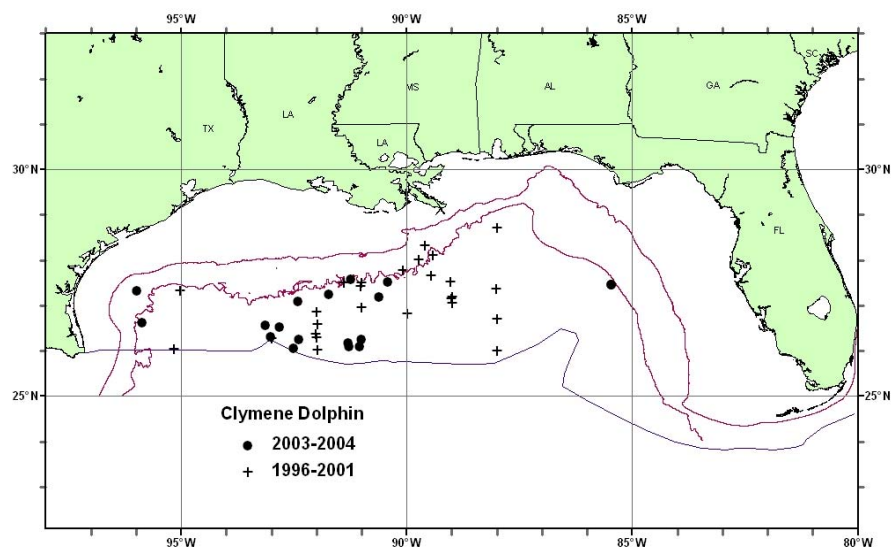 95°W 90°W 85°W
SC
MS AL GA
LA
TX
LA
30°N 30°N
FL
25°N 25°N
Clymene Dolphin
2003-2004
1996-2001
95°W 90°W 85°W 80°W